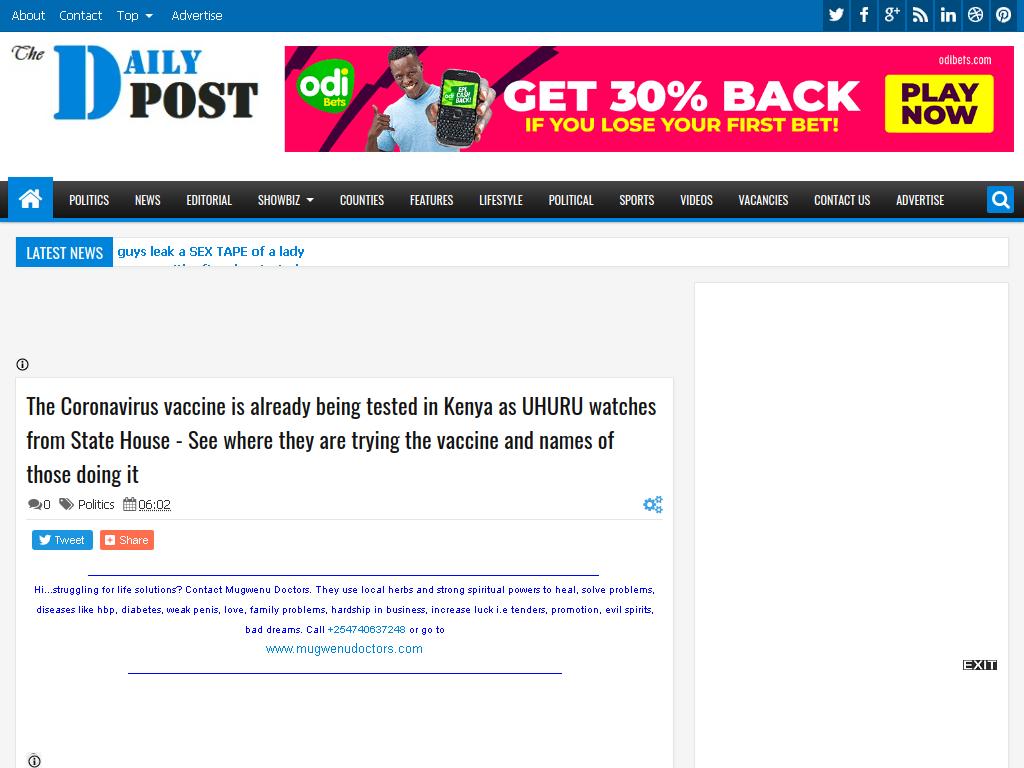 About Contact Top Advertise
The DAILY POST
odi Bets
EPL CASH BACK!
odibets.com
GET 30% BACK
IF YOU LOSE YOUR FIRST BET!
PLAY NOW
POLITICS NEWS EDITORIAL SHOWBIZ COUNTIES FEATURES LIFESTYLE POLITICAL SPORTS VIDEOS VACANCIES CONTACT US ADVERTISE
LATEST NEWS guys leak a SEX TAPE of a lady
The Coronavirus vaccine is already being tested in Kenya as UHURU watches
from State House - See where they are trying the vaccine and names of
those doing it
0 Politics 06:02
Tweet Share
Hi...struggling for life solutions? Contact Mugwenu Doctors. They use local herbs and strong spiritual powers to heal, solve problems,
diseases like hbp, diabetes, weak penis, love, family problems, hardship in business, increase luck i.e tenders, promotion, evil spirits,
bad dreams. Call +254740637248 or go to
www.mugwenudoctors.com
EXIT